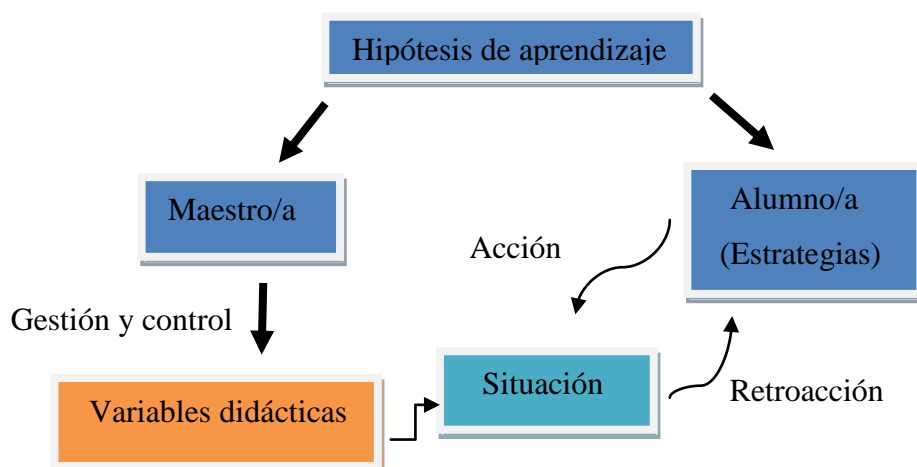 Hipótesis de aprendizaje
Maestro/a
Alumno/a
(Estrategias)
Acción
Gestión y control
Situación
Retroacción
Variables didácticas